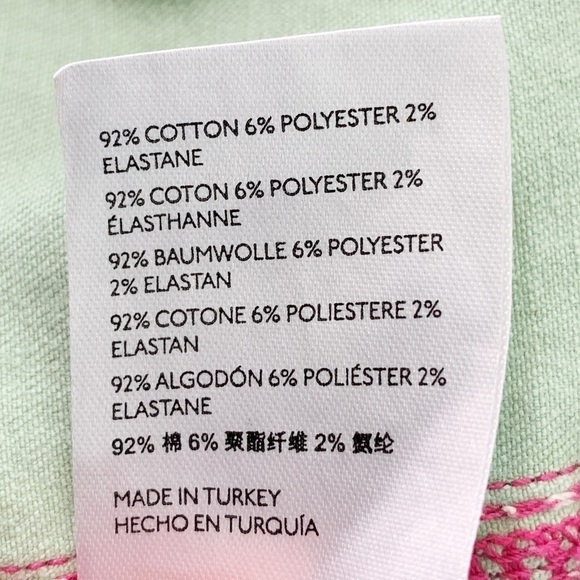 92% COTTON 6% POLYESTER 2%
ELASTANE
92% COTON 6% POLYESTER 2%
ÉLASTHANNE
92% BAUMWOLLE 6% POLYESTER
2% ELASTAN
92% COTONE 6% POLIESTERE 2%
ELASTAN
92% ALGODÓN 6% POLIÉSTER 2%
ELASTANE
92% 棉 6% 聚酯纤维 2% 氨纶
MADE IN TURKEY
HECHO EN TURQUÍA